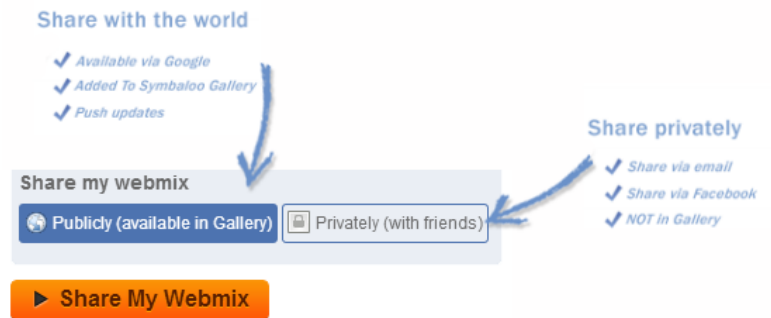 Share with the world
Available via Google
Added To Symbaloo Gallery
Push updates
Share privately
Share via email
Share via Facebook
NOT in Gallery
Share my webmix
Publicly (available in Gallery)
Privately (with friends)
Share My Webmix